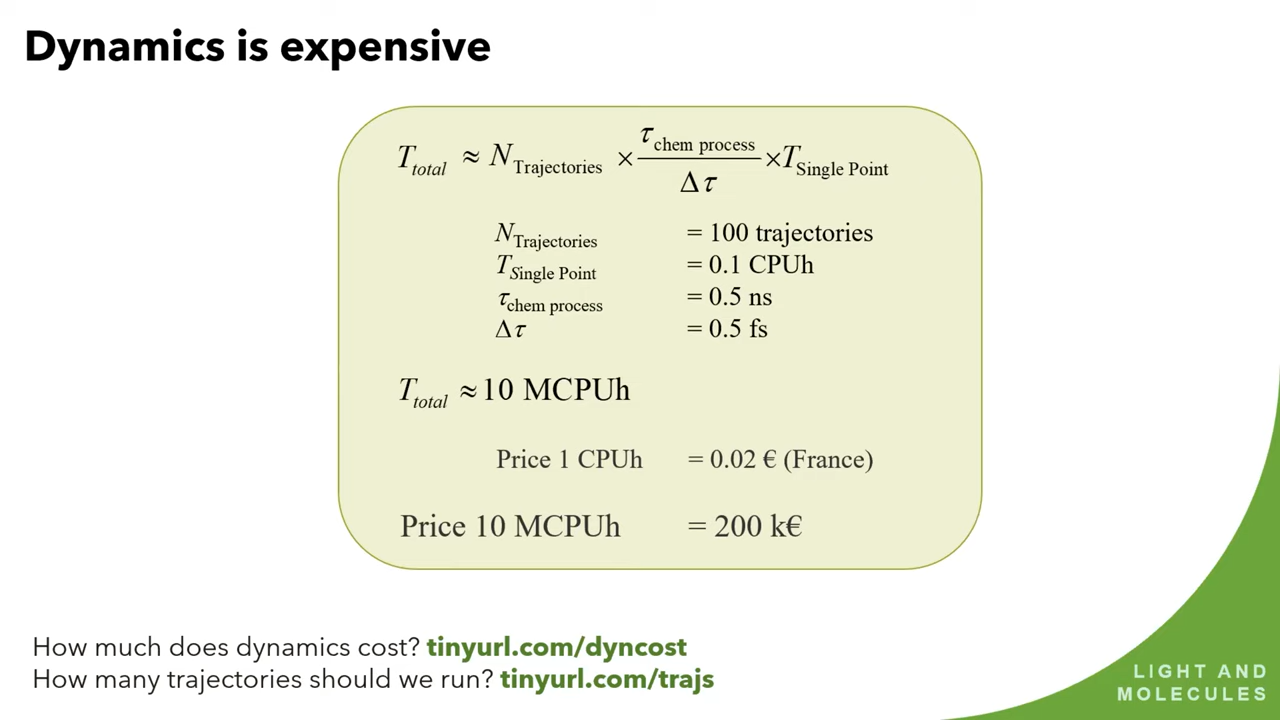 Dynamics is expensive
T_total ≈ N_Trajectories × τ_chem process / Δτ × T_Single Point
N_Trajectories = 100 trajectories
T_Single Point = 0.1 CPUh
τ_chem process = 0.5 ns
Δτ = 0.5 fs
T_total ≈ 10 MCPUh
Price 1 CPUh = 0.02 € (France)
Price 10 MCPUh = 200 k€
How much does dynamics cost? tinyurl.com/dyncost
How many trajectories should we run? tinyurl.com/trajs
LIGHT AND
MOLECULES